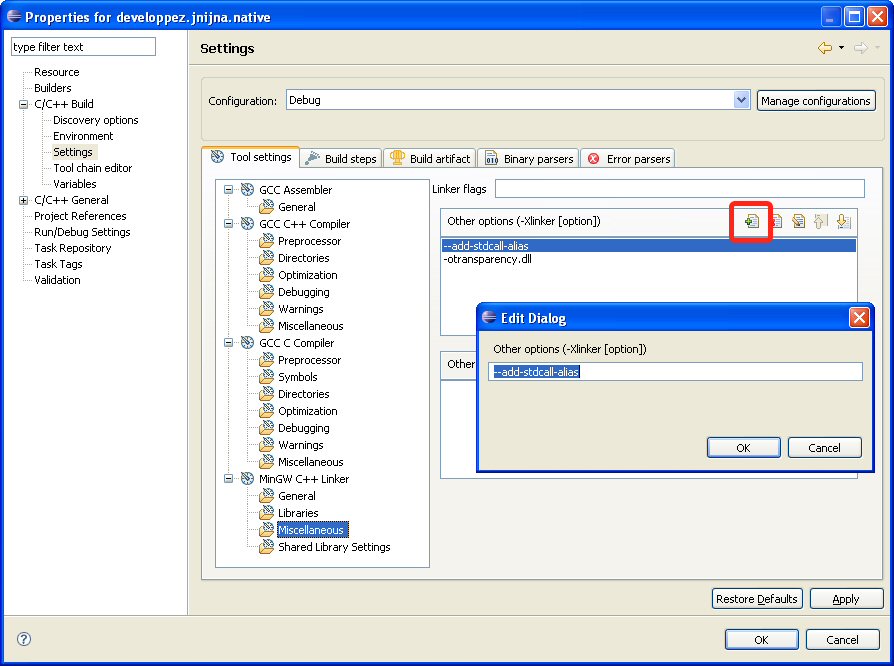 Properties for developpez.jnijna.native
type filter text
Resource
Builders
C/C++ Build
Discovery options
Environment
Settings
Tool chain editor
Variables
C/C++ General
Project References
Run/Debug Settings
Task Repository
Task Tags
Validation
Settings
Configuration:
Debug
Manage configurations
Tool settings
Build steps
Build artifact
Binary parsers
Error parsers
GCC Assembler
General
GCC C++ Compiler
Preprocessor
Directories
Optimization
Debugging
Warnings
Miscellaneous
GCC C Compiler
Preprocessor
Symbols
Directories
Optimization
Debugging
Warnings
Miscellaneous
MinGW C++ Linker
General
Libraries
Miscellaneous
Shared Library Settings
Linker flags
Other options (-Xlinker [option])
--add-stdcall-alias
-otransparency.dll
Other
Edit Dialog
Other options (-Xlinker [option])
--add-stdcall-alias
OK
Cancel
Restore Defaults
Apply
OK
Cancel